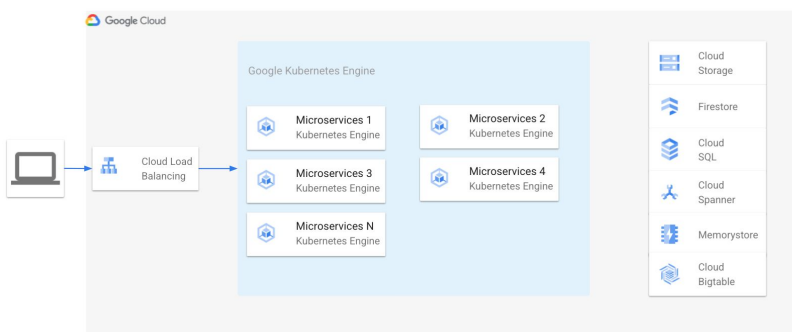 Google Cloud
Google Kubernetes Engine
Microservices 1
Kubernetes Engine
Microservices 2
Kubernetes Engine
Cloud Load
Balancing
Microservices 3
Kubernetes Engine
Microservices 4
Kubernetes Engine
Microservices N
Kubernetes Engine
Cloud
Storage
Firestore
Cloud
SQL
Cloud
Spanner
Memorystore
Cloud
Bigtable